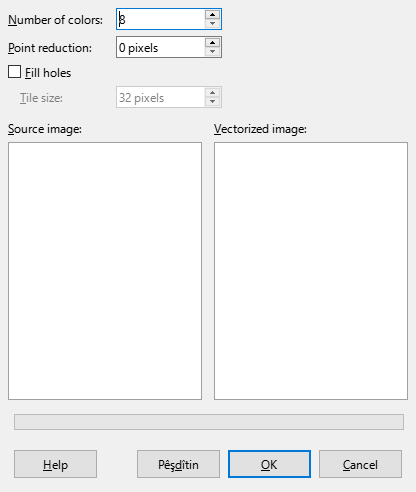 Number of colors: 8
Point reduction: 0 pixels
Fill holes
Tile size: 32 pixels
Source image: Vectorized image:
Help Pêşdîtin OK Cancel